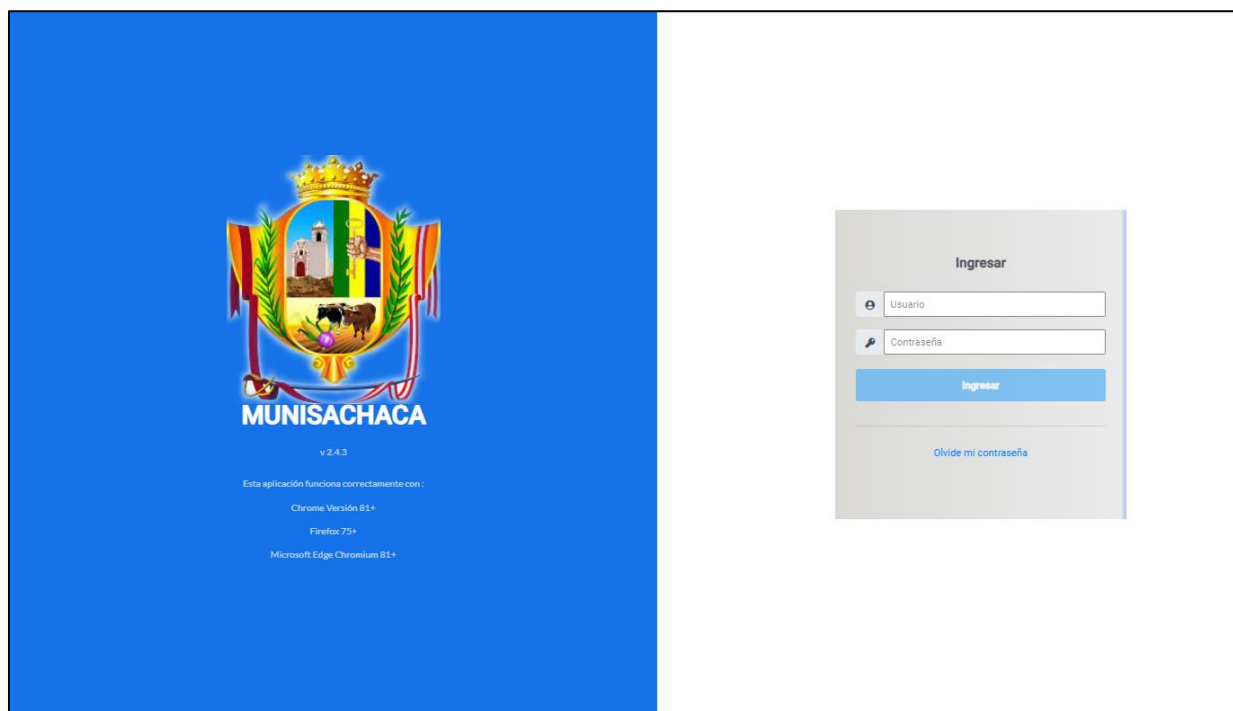 MUNISACHACA
v 2.4.3
Esta aplicación funciona correctamente con :
Chrome Versión 81+
Firefox 75+
Microsoft Edge Chromium 81+
Ingresar
Usuario
Contraseña
Ingresar
Olvide mi contraseña